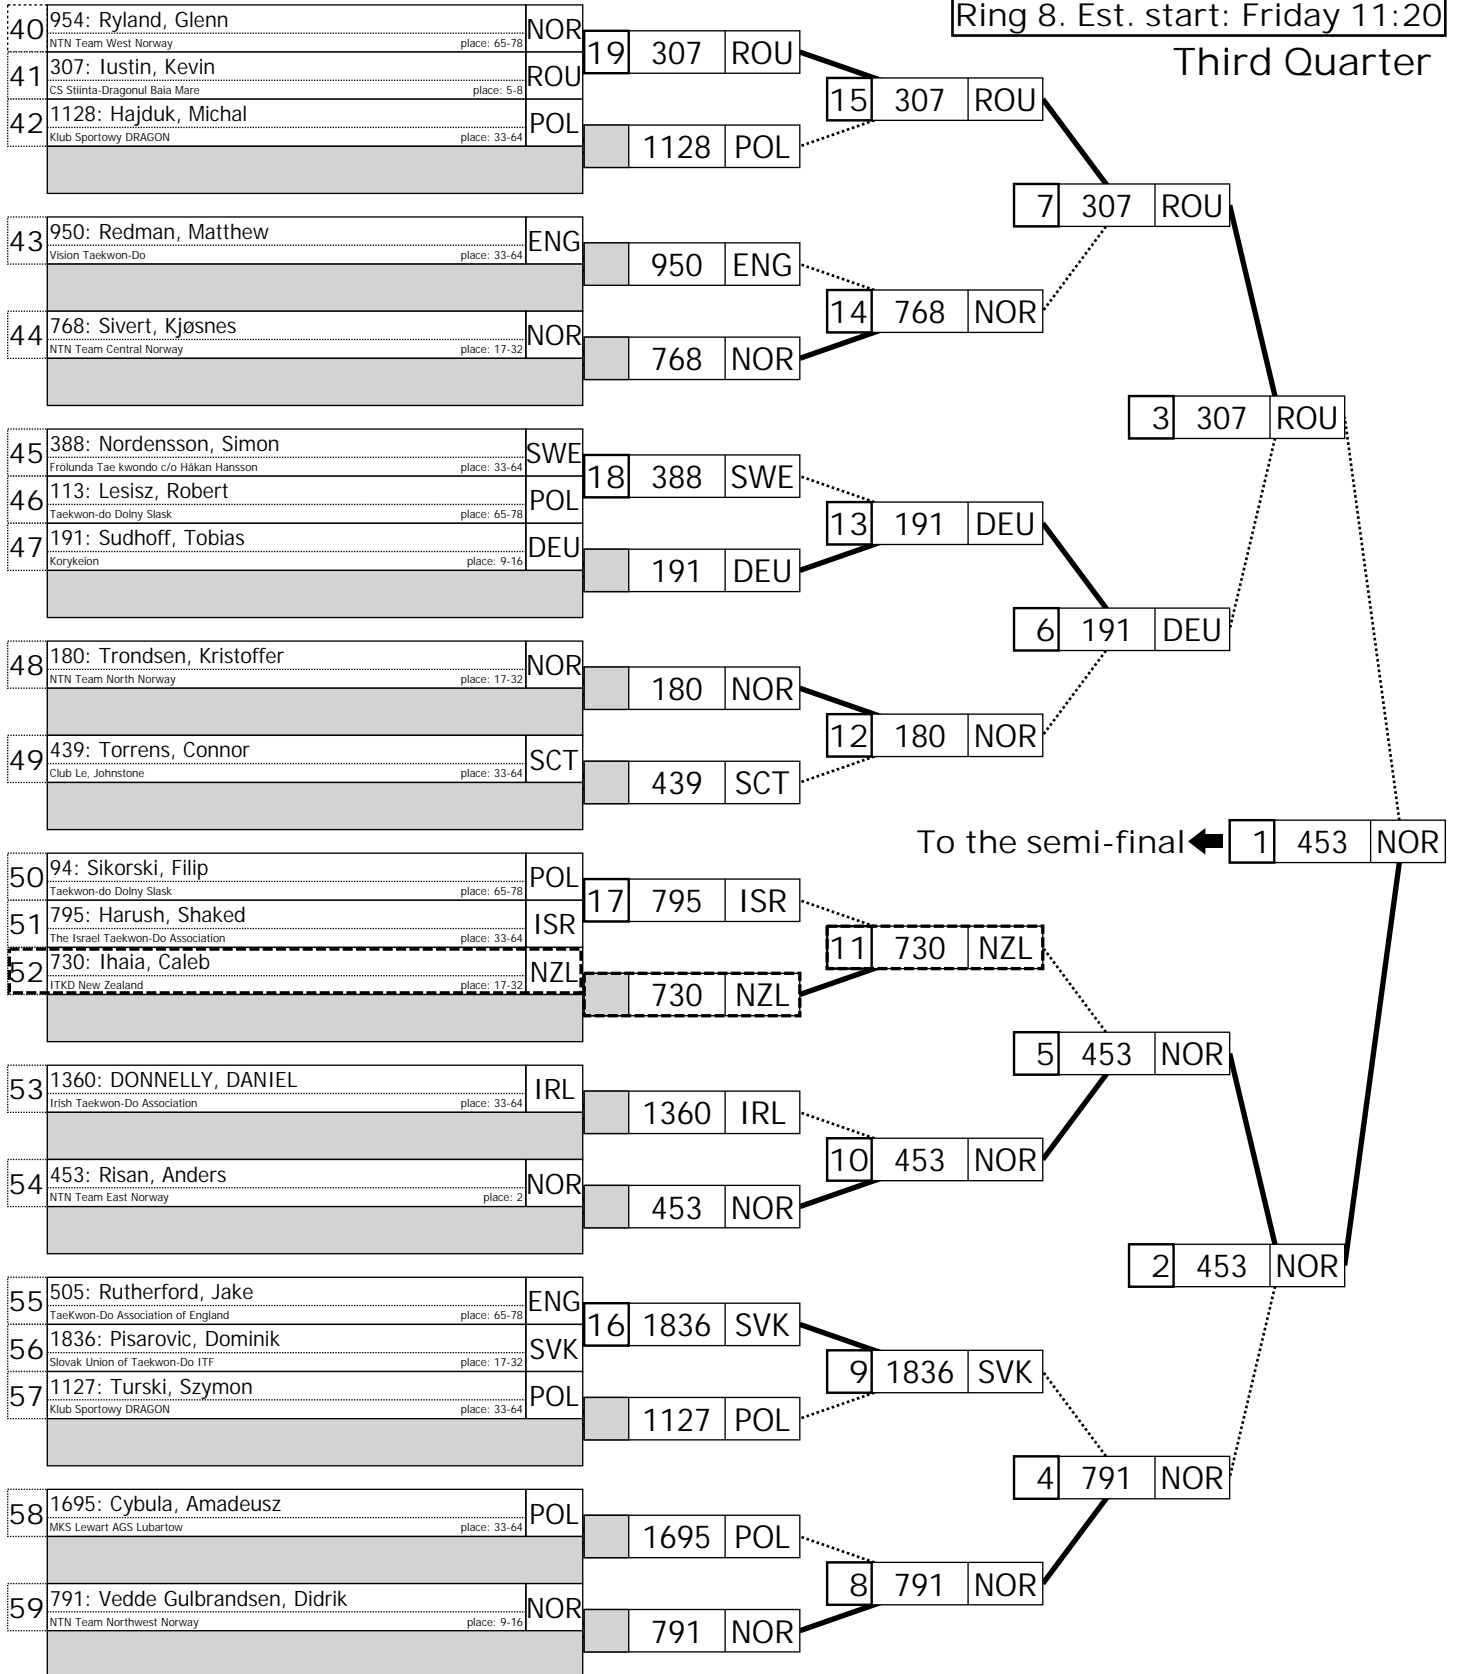 Ring 8. Est. start: Friday 11:20
Third Quarter
40 954: Ryland, Glenn NOR
NTN Team West Norway place: 65-78
41 307: Iustin, Kevin ROU
CS Stiinta-Dragonul Baia Mare place: 5-8
42 1128: Hajduk, Michal POL
Klub Sportowy DRAGON place: 33-64
19 307 ROU
1128 POL
15 307 ROU
43 950: Redman, Matthew ENG
Vision Taekwon-Do place: 33-64
44 768: Sivert, Kjøsnes NOR
NTN Team Central Norway place: 17-32
950 ENG
768 NOR
14 768 NOR
7 307 ROU
45 388: Nordensson, Simon SWE
Frölunda Tae kwondo c/o Håkan Hansson place: 33-64
46 113: Lesisz, Robert POL
Taekwon-do Dolny Slask place: 65-78
47 191: Sudhoff, Tobias DEU
Korykeion place: 9-16
18 388 SWE
191 DEU
13 191 DEU
48 180: Trondsen, Kristoffer NOR
NTN Team North Norway place: 17-32
49 439: Torrens, Connor SCT
Club Le, Johnstone place: 33-64
180 NOR
439 SCT
12 180 NOR
6 191 DEU
3 307 ROU
To the semi-final 1 453 NOR
50 94: Sikorski, Filip POL
Taekwon-do Dolny Slask place: 65-78
51 795: Harush, Shaked ISR
The Israel Taekwon-Do Association place: 33-64
52 730: Ihaia, Caleb NZL
ITKD New Zealand place: 17-32
17 795 ISR
730 NZL
11 730 NZL
53 1360: DONNELLY, DANIEL IRL
Irish Taekwon-Do Association place: 33-64
54 453: Risan, Anders NOR
NTN Team East Norway place: 2
1360 IRL
453 NOR
10 453 NOR
5 453 NOR
55 505: Rutherford, Jake ENG
TaeKwon-Do Association of England place: 65-78
56 1836: Pisarovic, Dominik SVK
Slovak Union of Taekwon-Do ITF place: 17-32
57 1127: Turski, Szymon POL
Klub Sportowy DRAGON place: 33-64
16 1836 SVK
1127 POL
9 1836 SVK
58 1695: Cybula, Amadeusz POL
MKS Lewart AGS Lubartow place: 33-64
59 791: Vedde Gulbrandsen, Didrik NOR
NTN Team Northwest Norway place: 9-16
1695 POL
791 NOR
8 791 NOR
4 791 NOR
2 453 NOR